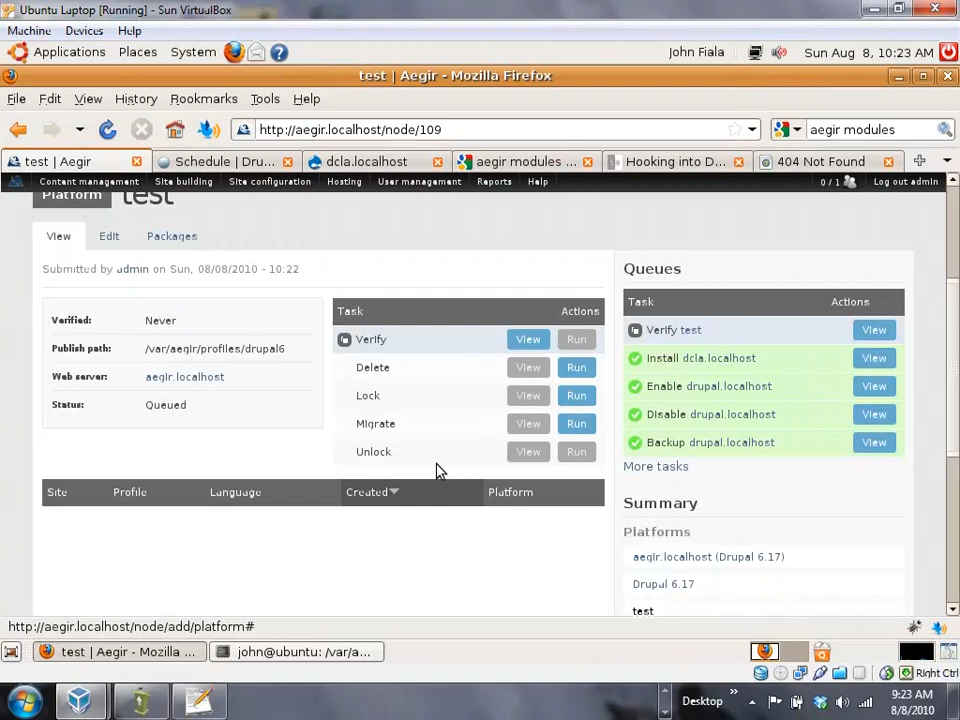 Ubuntu Laptop [Running] - Sun VirtualBox
Machine Devices Help
Applications Places System John Fiala Sun Aug 8, 10:23 AM
test | Aegir - Mozilla Firefox
File Edit View History Bookmarks Tools Help
http://aegir.localhost/node/109 aegir modules
test | Aegir Schedule | Dru... dcla.localhost aegir modules ... Hooking into D... 404 Not Found
Content management Site building Site configuration Hosting User management Reports Help 0 / 1 Log out admin
Platform test
View Edit Packages
Submitted by admin on Sun, 08/08/2010 - 10:22
Verified: Never
Publish path: /var/aegir/profiles/drupal6
Web server: aegir.localhost
Status: Queued
Task Actions
Verify View Run
Delete View Run
Lock View Run
Migrate View Run
Unlock View Run
Site Profile Language Created Platform
Queues
Task Actions
Verify test View
Install dcla.localhost View
Enable drupal.localhost View
Disable drupal.localhost View
Backup drupal.localhost View
More tasks
Summary
Platforms
aegir.localhost (Drupal 6.17)
Drupal 6.17
test
http://aegir.localhost/node/add/platform#
test | Aegir - Mozilla ... john@ubuntu: /var/a...
Right Ctrl
Desktop 9:23 AM
8/8/2010